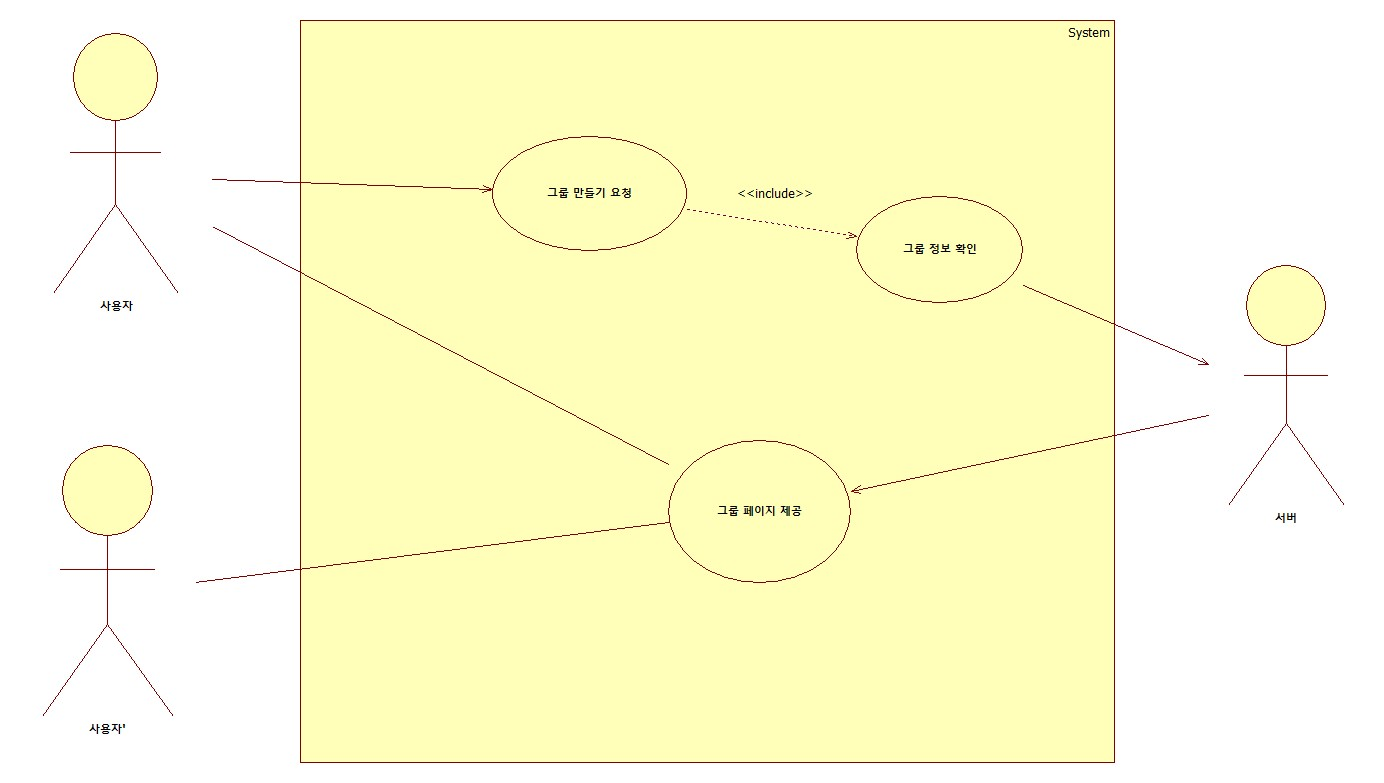 System
그룹 만들기 요청
<<include>>
그룹 정보 확인
사용자
그룹 페이지 제공
서버
사용자'